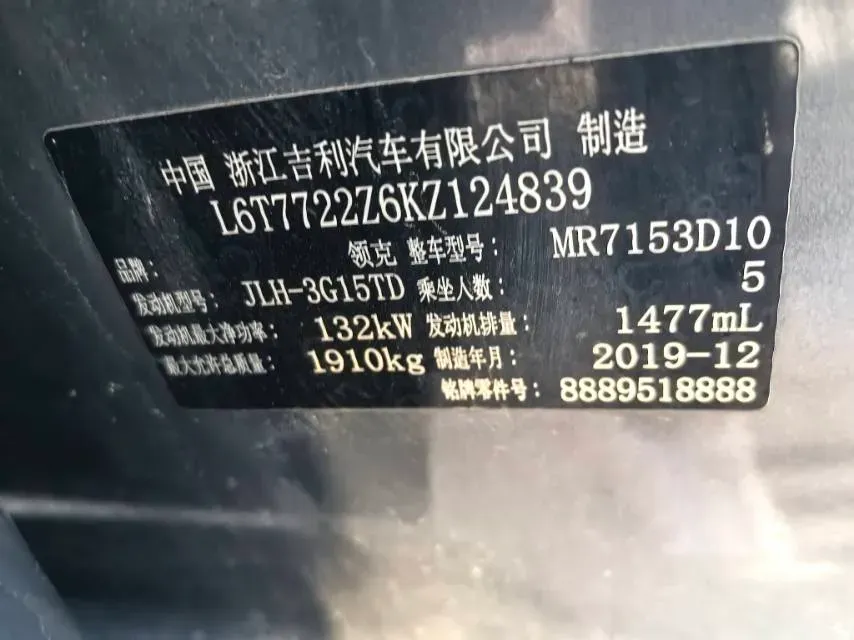 中国 浙江吉利汽车有限公司 制造
L6T7722Z6KZ124839
品牌: 领克 整车型号: MR7153D10
发动机型号: JLH-3G15TD 乘坐人数: 5
发动机最大净功率: 132kW 发动机排量: 1477mL
最大允许总质量: 1910kg 制造年月: 2019-12
铭牌零件号: 8889518888